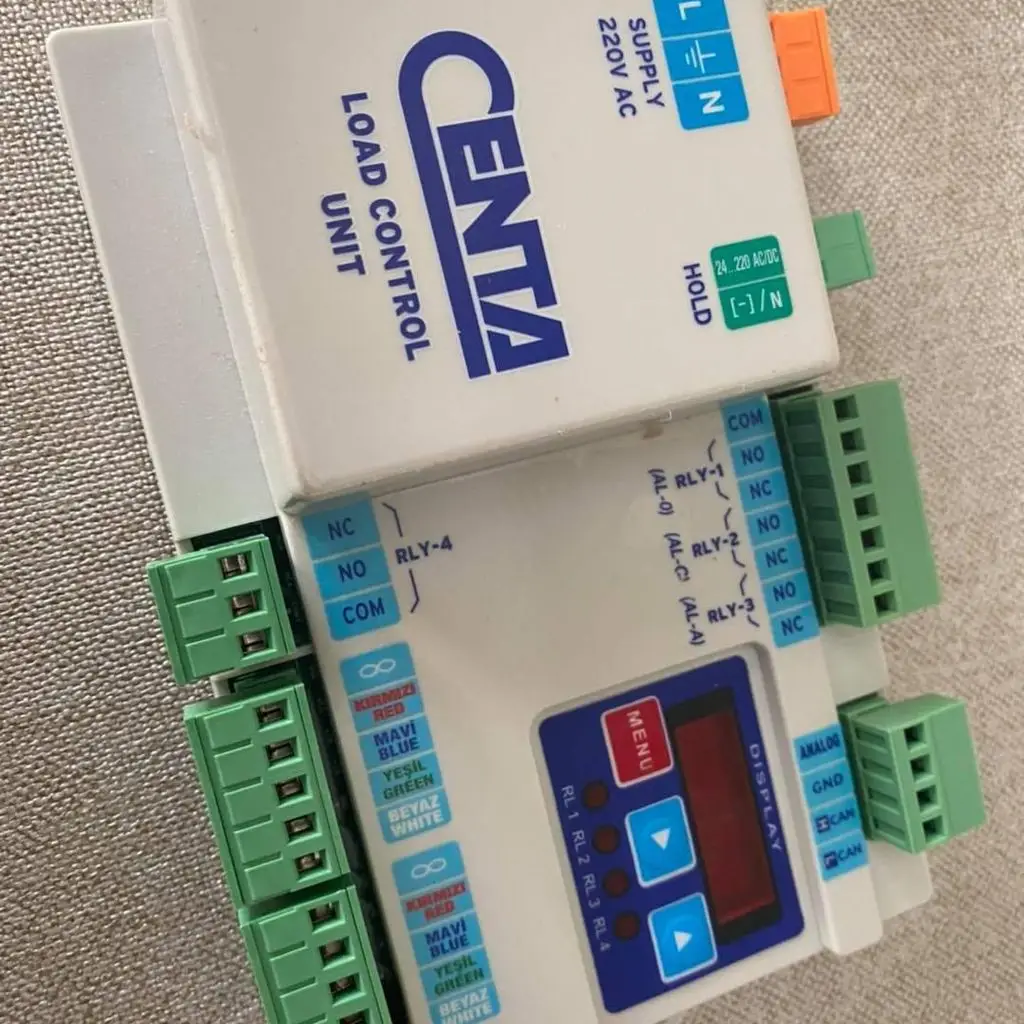 CENTA
LOAD CONTROL
UNIT
SUPPLY
220V AC
L
N
HOLD
24...220 AC/DC
N / [-]
COM
NO
NC
NO
NC
NO
NC
RLY-1
(AL-0)
RLY-2
(AL-C)
RLY-3
(AL-A)
NC
NO
COM
RLY-4
KIRMIZI
RED
MAVİ
BLUE
YEŞİL
GREEN
BEYAZ
WHITE
KIRMIZI
RED
MAVİ
BLUE
YEŞİL
GREEN
BEYAZ
WHITE
DISPLAY
MENU
RL 1
RL 2
RL 3
RL 4
ANALOG
GND
CAN
CAN